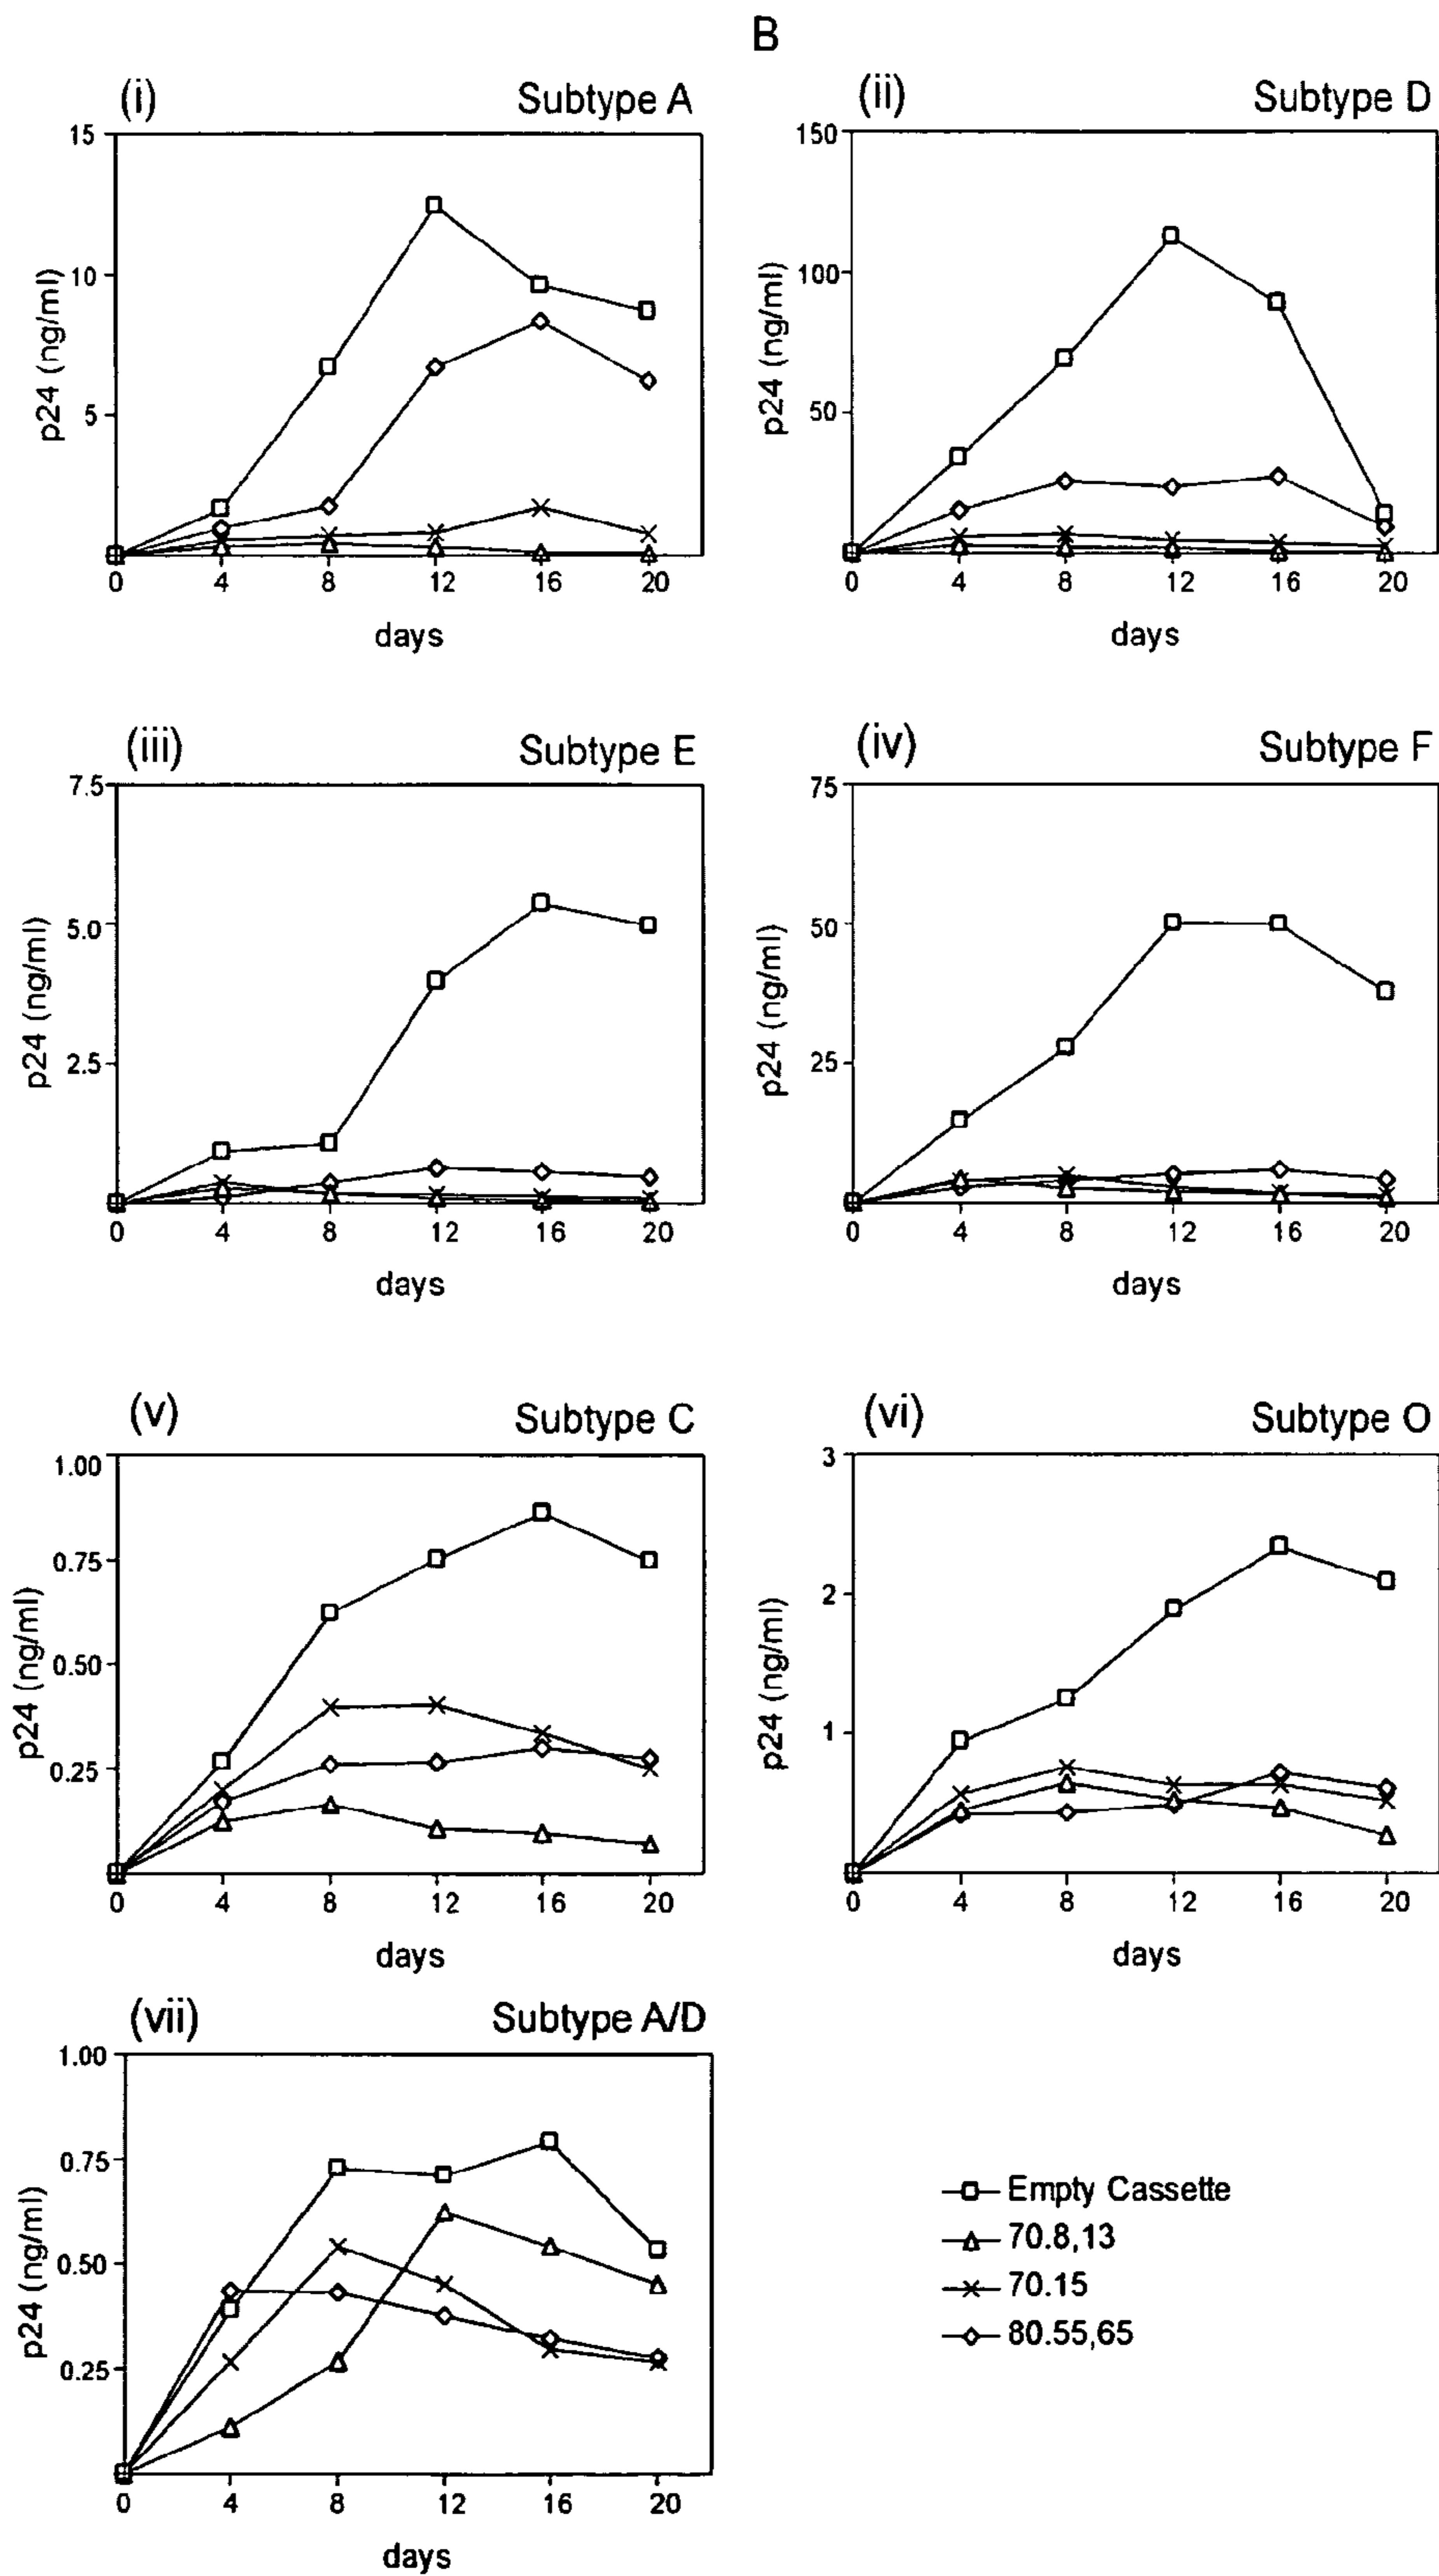 B
(i) Subtype A
15
10
5
p24 (ng/ml)
0 4 8 12 16 20
days
(ii) Subtype D
150
100
50
p24 (ng/ml)
0 4 8 12 16 20
days
(iii) Subtype E
7.5
5.0
2.5
p24 (ng/ml)
0 4 8 12 16 20
days
(iv) Subtype F
75
50
25
p24 (ng/ml)
0 4 8 12 16 20
days
(v) Subtype C
1.00
0.75
0.50
0.25
p24 (ng/ml)
0 4 8 12 16 20
days
(vi) Subtype O
3
2
1
p24 (ng/ml)
0 4 8 12 16 20
days
(vii) Subtype A/D
1.00
0.75
0.50
0.25
p24 (ng/ml)
0 4 8 12 16 20
days
Empty Cassette
70.8,13
70.15
80.55,65